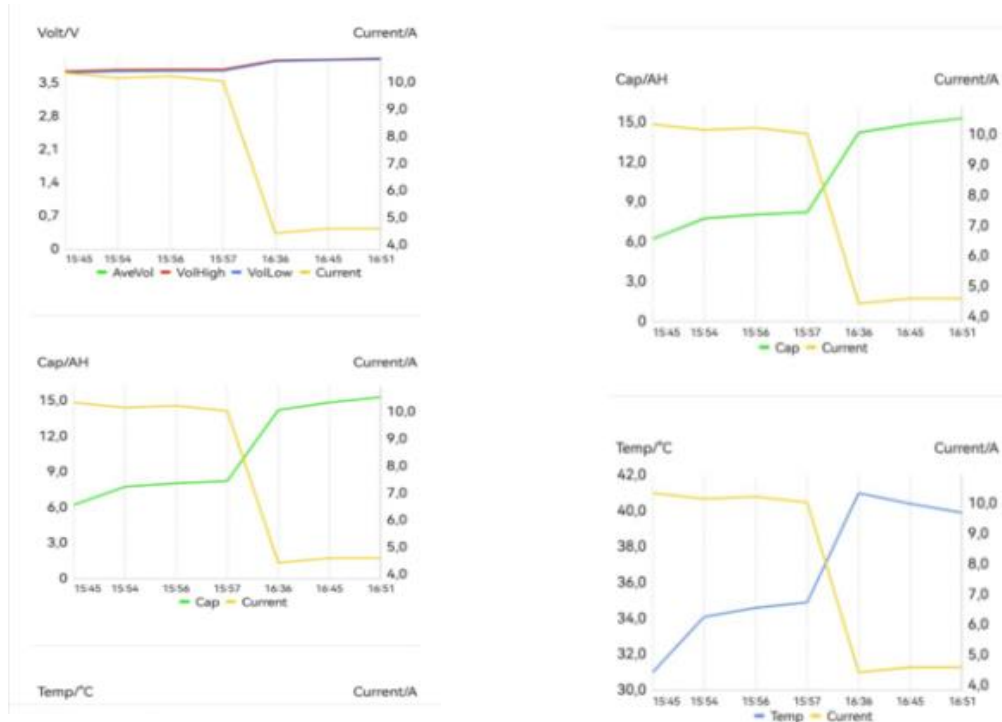 Volt/V Current/A
3,5 10,0
2,8 9,0
8,0
2,1 7,0
1,4 6,0
0,7 5,0
0 4,0
15:45 15:54 15:56 15:57 16:36 16:45 16:51
AveVol VolHigh VolLow Current
Cap/AH Current/A
15,0 10,0
12,0 9,0
9,0 8,0
6,0 7,0
6,0
3,0 5,0
0 4,0
15:45 15:54 15:56 15:57 16:36 16:45 16:51
Cap Current
Temp/°C Current/A
Cap/AH Current/A
15,0 10,0
12,0 9,0
9,0 8,0
6,0 7,0
6,0
3,0 5,0
0 4,0
15:45 15:54 15:56 15:57 16:36 16:45 16:51
Cap Current
Temp/°C Current/A
42,0
40,0 10,0
38,0 9,0
36,0 8,0
34,0 7,0
6,0
32,0 5,0
30,0 4,0
15:45 15:54 15:56 15:57 16:36 16:45 16:51
Temp Current